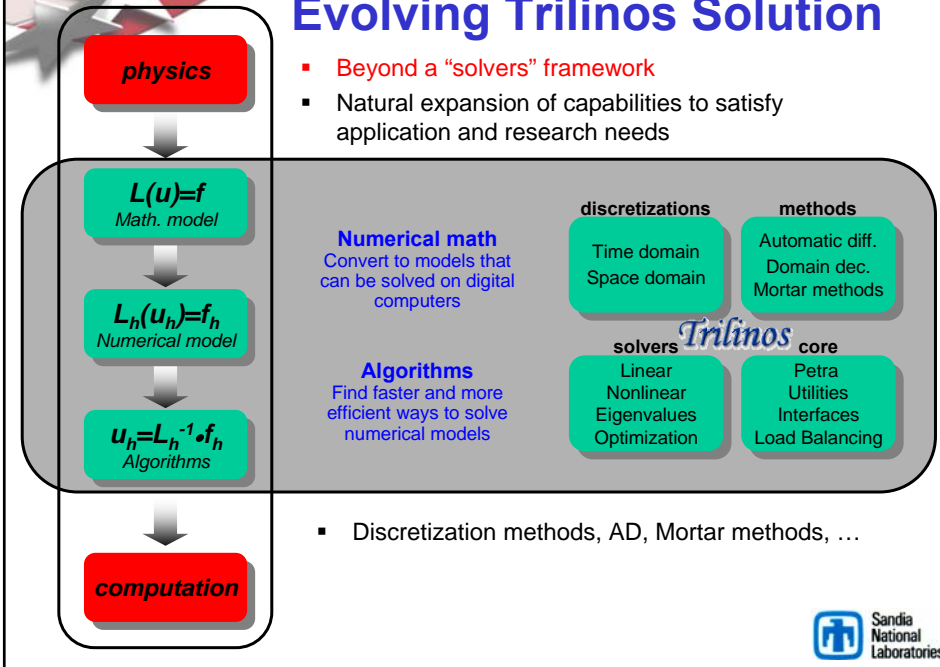 Evolving Trilinos Solution
▪ Beyond a “solvers” framework
▪ Natural expansion of capabilities to satisfy
application and research needs
physics
L(u)=f
Math. model
Lh(uh)=fh
Numerical model
uh=Lh-1•fh
Algorithms
computation
Numerical math
Convert to models that
can be solved on digital
computers
Algorithms
Find faster and more
efficient ways to solve
numerical models
discretizations
Time domain
Space domain
methods
Automatic diff.
Domain dec.
Mortar methods
Trilinos
solvers
Linear
Nonlinear
Eigenvalues
Optimization
core
Petra
Utilities
Interfaces
Load Balancing
▪ Discretization methods, AD, Mortar methods, …
Sandia
National
Laboratories